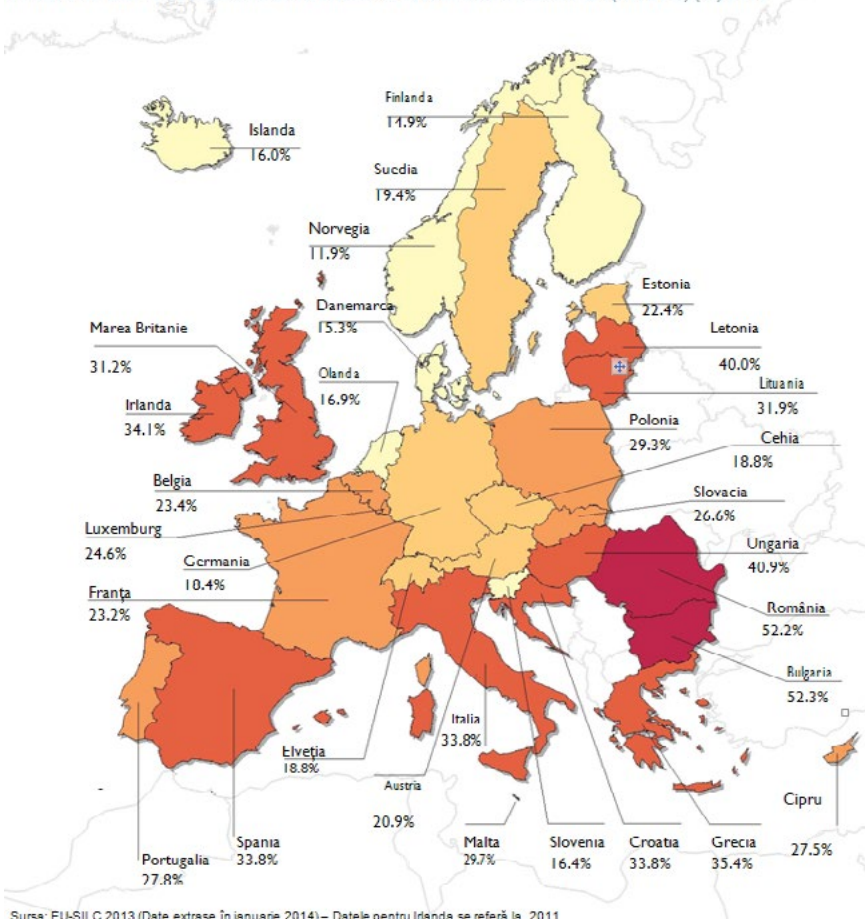 Islanda
16.0%
Finlanda
14.9%
Suedia
19.4%
Norvegia
11.9%
Danemarca
15.3%
Estonia
22.4%
Marea Britanie
31.2%
Letonia
40.0%
Olanda
16.9%
Lituania
31.9%
Irlanda
34.1%
Polonia
29.3%
Cehia
18.8%
Belgia
23.4%
Slovacia
26.6%
Luxemburg
24.6%
Ungaria
40.9%
Germania
Franţa
23.2%
România
52.2%
Bulgaria
52.3%
Italia
33.8%
Elveţia
18.8%
Austria
20.9%
Cipru
27.5%
Malta
29.7%
Slovenia
16.4%
Croatia
33.8%
Grecia
35.4%
Spania
33.8%
Portugalia
27.8%
Sursa: EU-SILC 2013 (Date extrase în ianuarie 2014) – Datele pentru Irlanda se referă la 2011